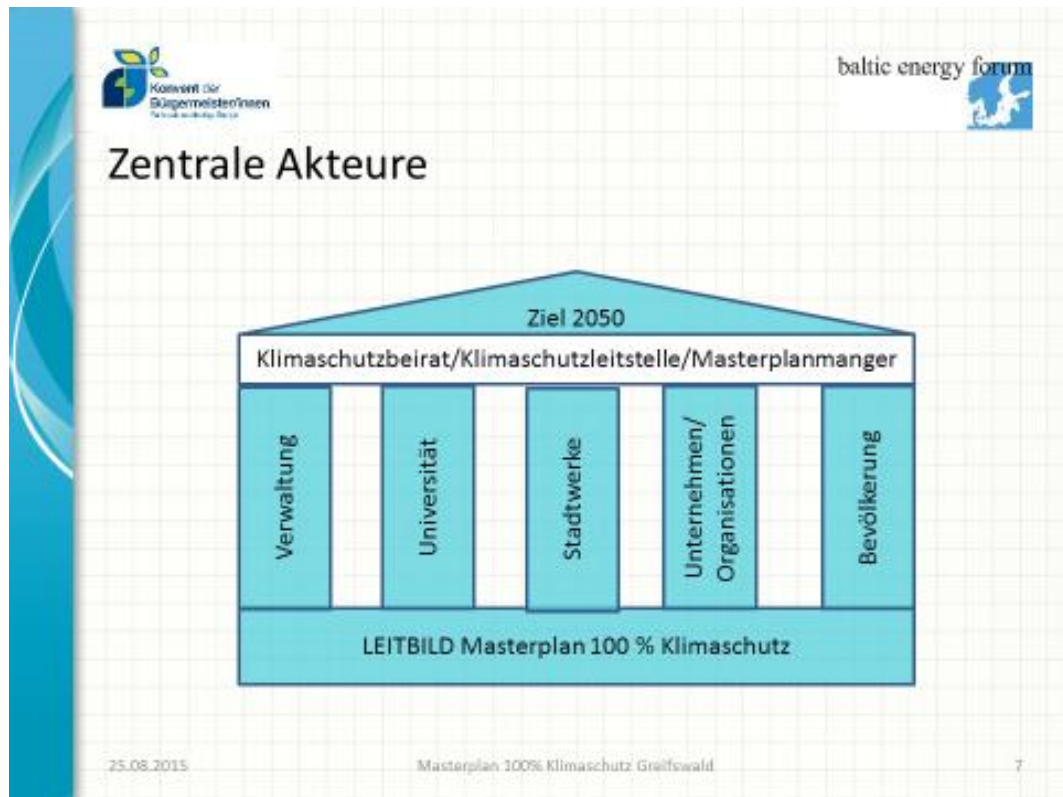 Konvent der
Bürgermeister/innen
baltic energy forum
Zentrale Akteure
Ziel 2050
Klimaschutzbeirat/Klimaschutzleitstelle/Masterplanmanger
Verwaltung
Universität
Stadtwerke
Unternehmen/
Organisationen
Bevölkerung
LEITBILD Masterplan 100 % Klimaschutz
25.08.2015
Masterplan 100% Klimaschutz Greifswald
7